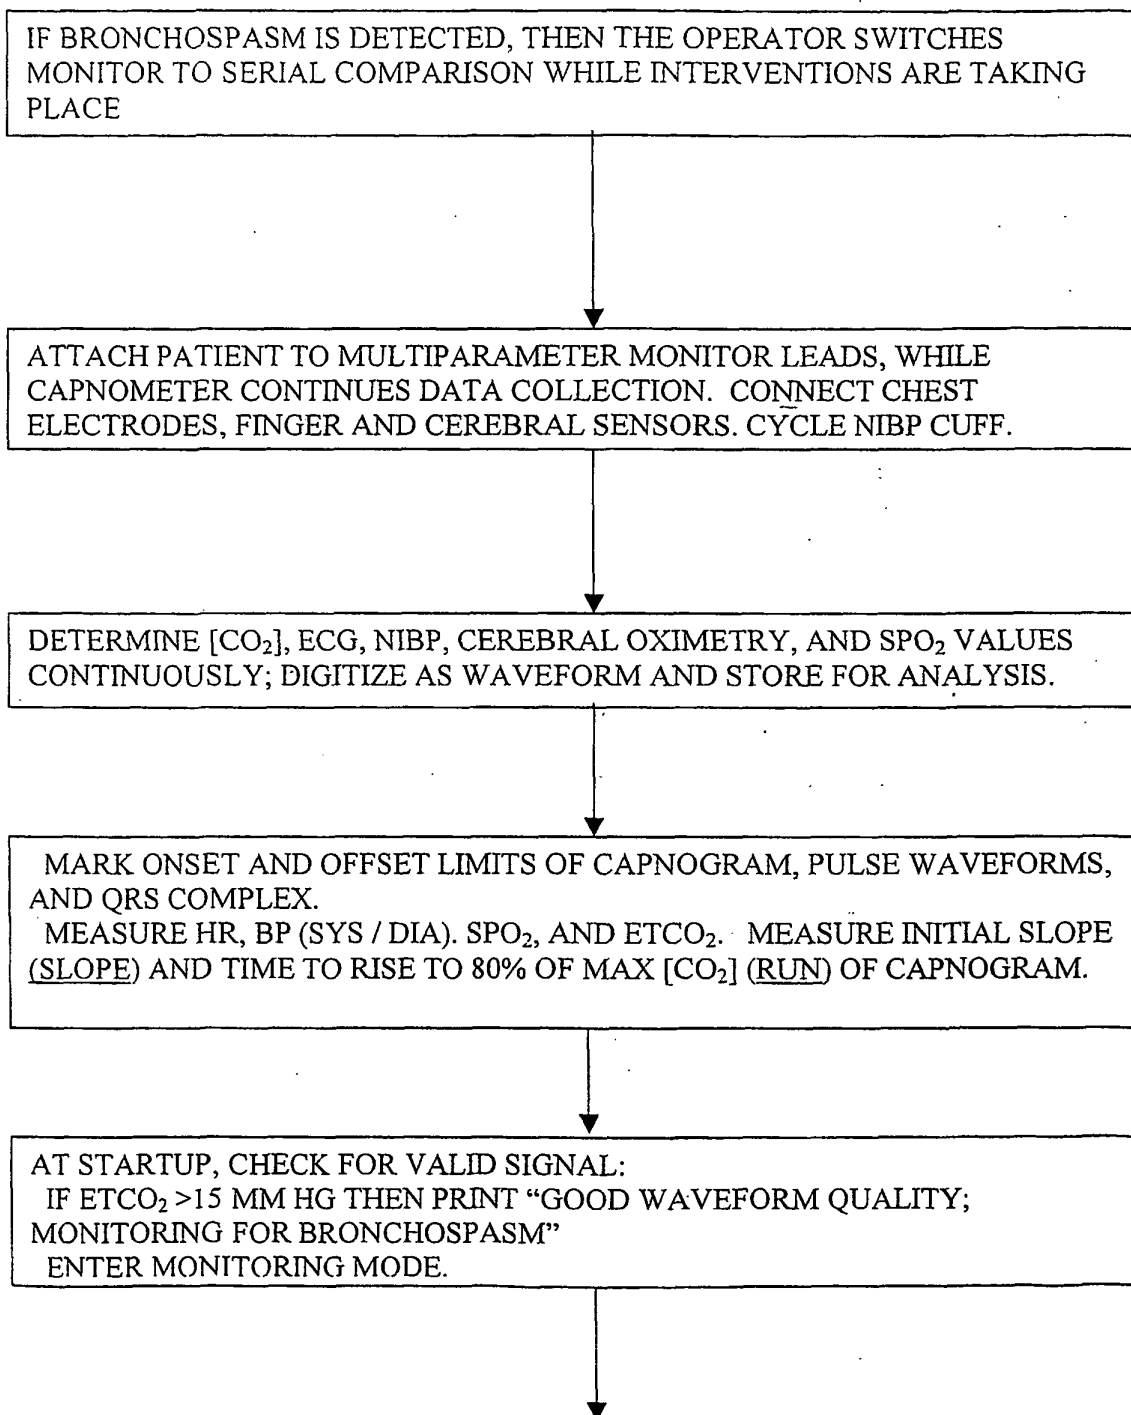 IF BRONCHOSPASM IS DETECTED, THEN THE OPERATOR SWITCHES
MONITOR TO SERIAL COMPARISON WHILE INTERVENTIONS ARE TAKING
PLACE
ATTACH PATIENT TO MULTIPARAMETER MONITOR LEADS, WHILE
CAPNOMETER CONTINUES DATA COLLECTION. CONNECT CHEST
ELECTRODES, FINGER AND CEREBRAL SENSORS. CYCLE NIBP CUFF.
DETERMINE [CO₂], ECG, NIBP, CEREBRAL OXIMETRY, AND SPO₂ VALUES
CONTINUOUSLY; DIGITIZE AS WAVEFORM AND STORE FOR ANALYSIS.
MARK ONSET AND OFFSET LIMITS OF CAPNOGRAM, PULSE WAVEFORMS,
AND QRS COMPLEX.
MEASURE HR, BP (SYS / DIA). SPO₂, AND ETCO₂. MEASURE INITIAL SLOPE
(SLOPE) AND TIME TO RISE TO 80% OF MAX [CO₂] (RUN) OF CAPNOGRAM.
AT STARTUP, CHECK FOR VALID SIGNAL:
IF ETCO₂ >15 MM HG THEN PRINT “GOOD WAVEFORM QUALITY;
MONITORING FOR BRONCHOSPASM”
ENTER MONITORING MODE.